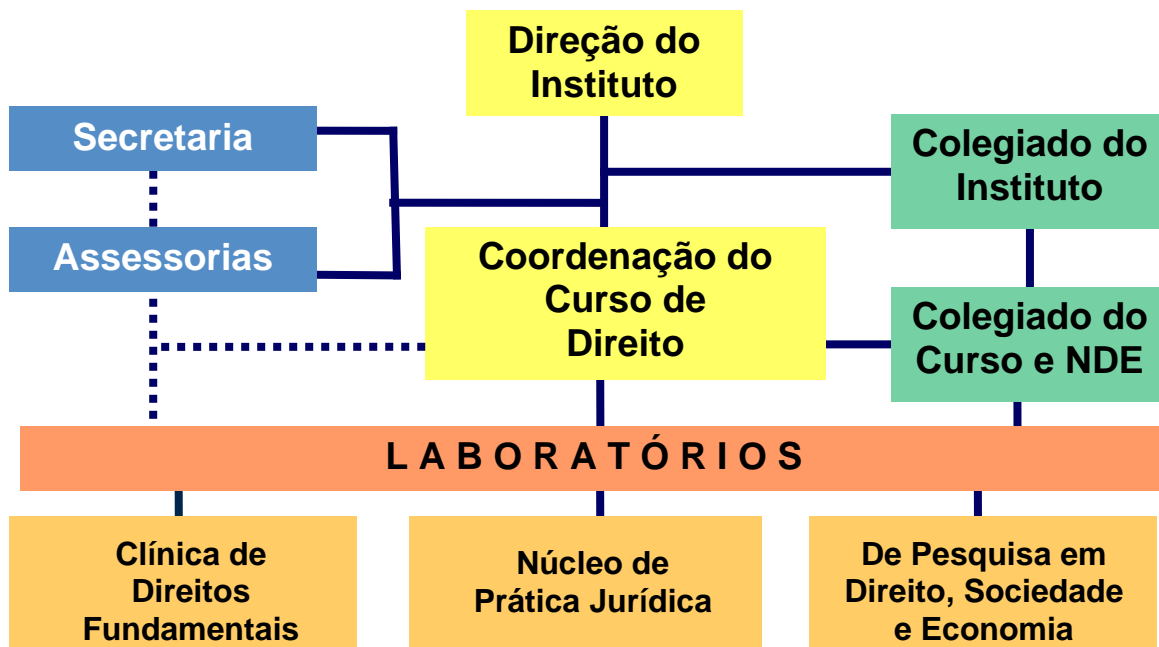 Direção do
Instituto
Secretaria
Colegiado do
Instituto
Assessorias
Coordenação do
Curso de
Direito
Colegiado do
Curso e NDE
L A B O R A T Ó R I O S
Clínica de
Direitos
Fundamentais
Núcleo de
Prática Jurídica
De Pesquisa em
Direito, Sociedade
e Economia